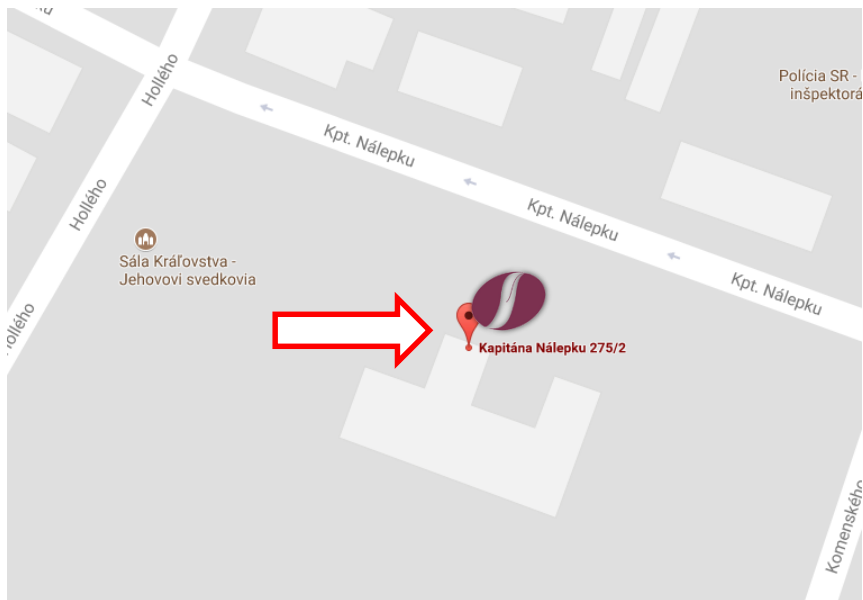 Hollého
Kpt. Nálepku
Polícia SR -
inšpektorá
Hollého
Kpt. Nálepku
Sála Kráľovstva -
Jehovovi svedkovia
Kpt. Nálepku
Hollého
Kapitána Nálepku 275/2
Komenského